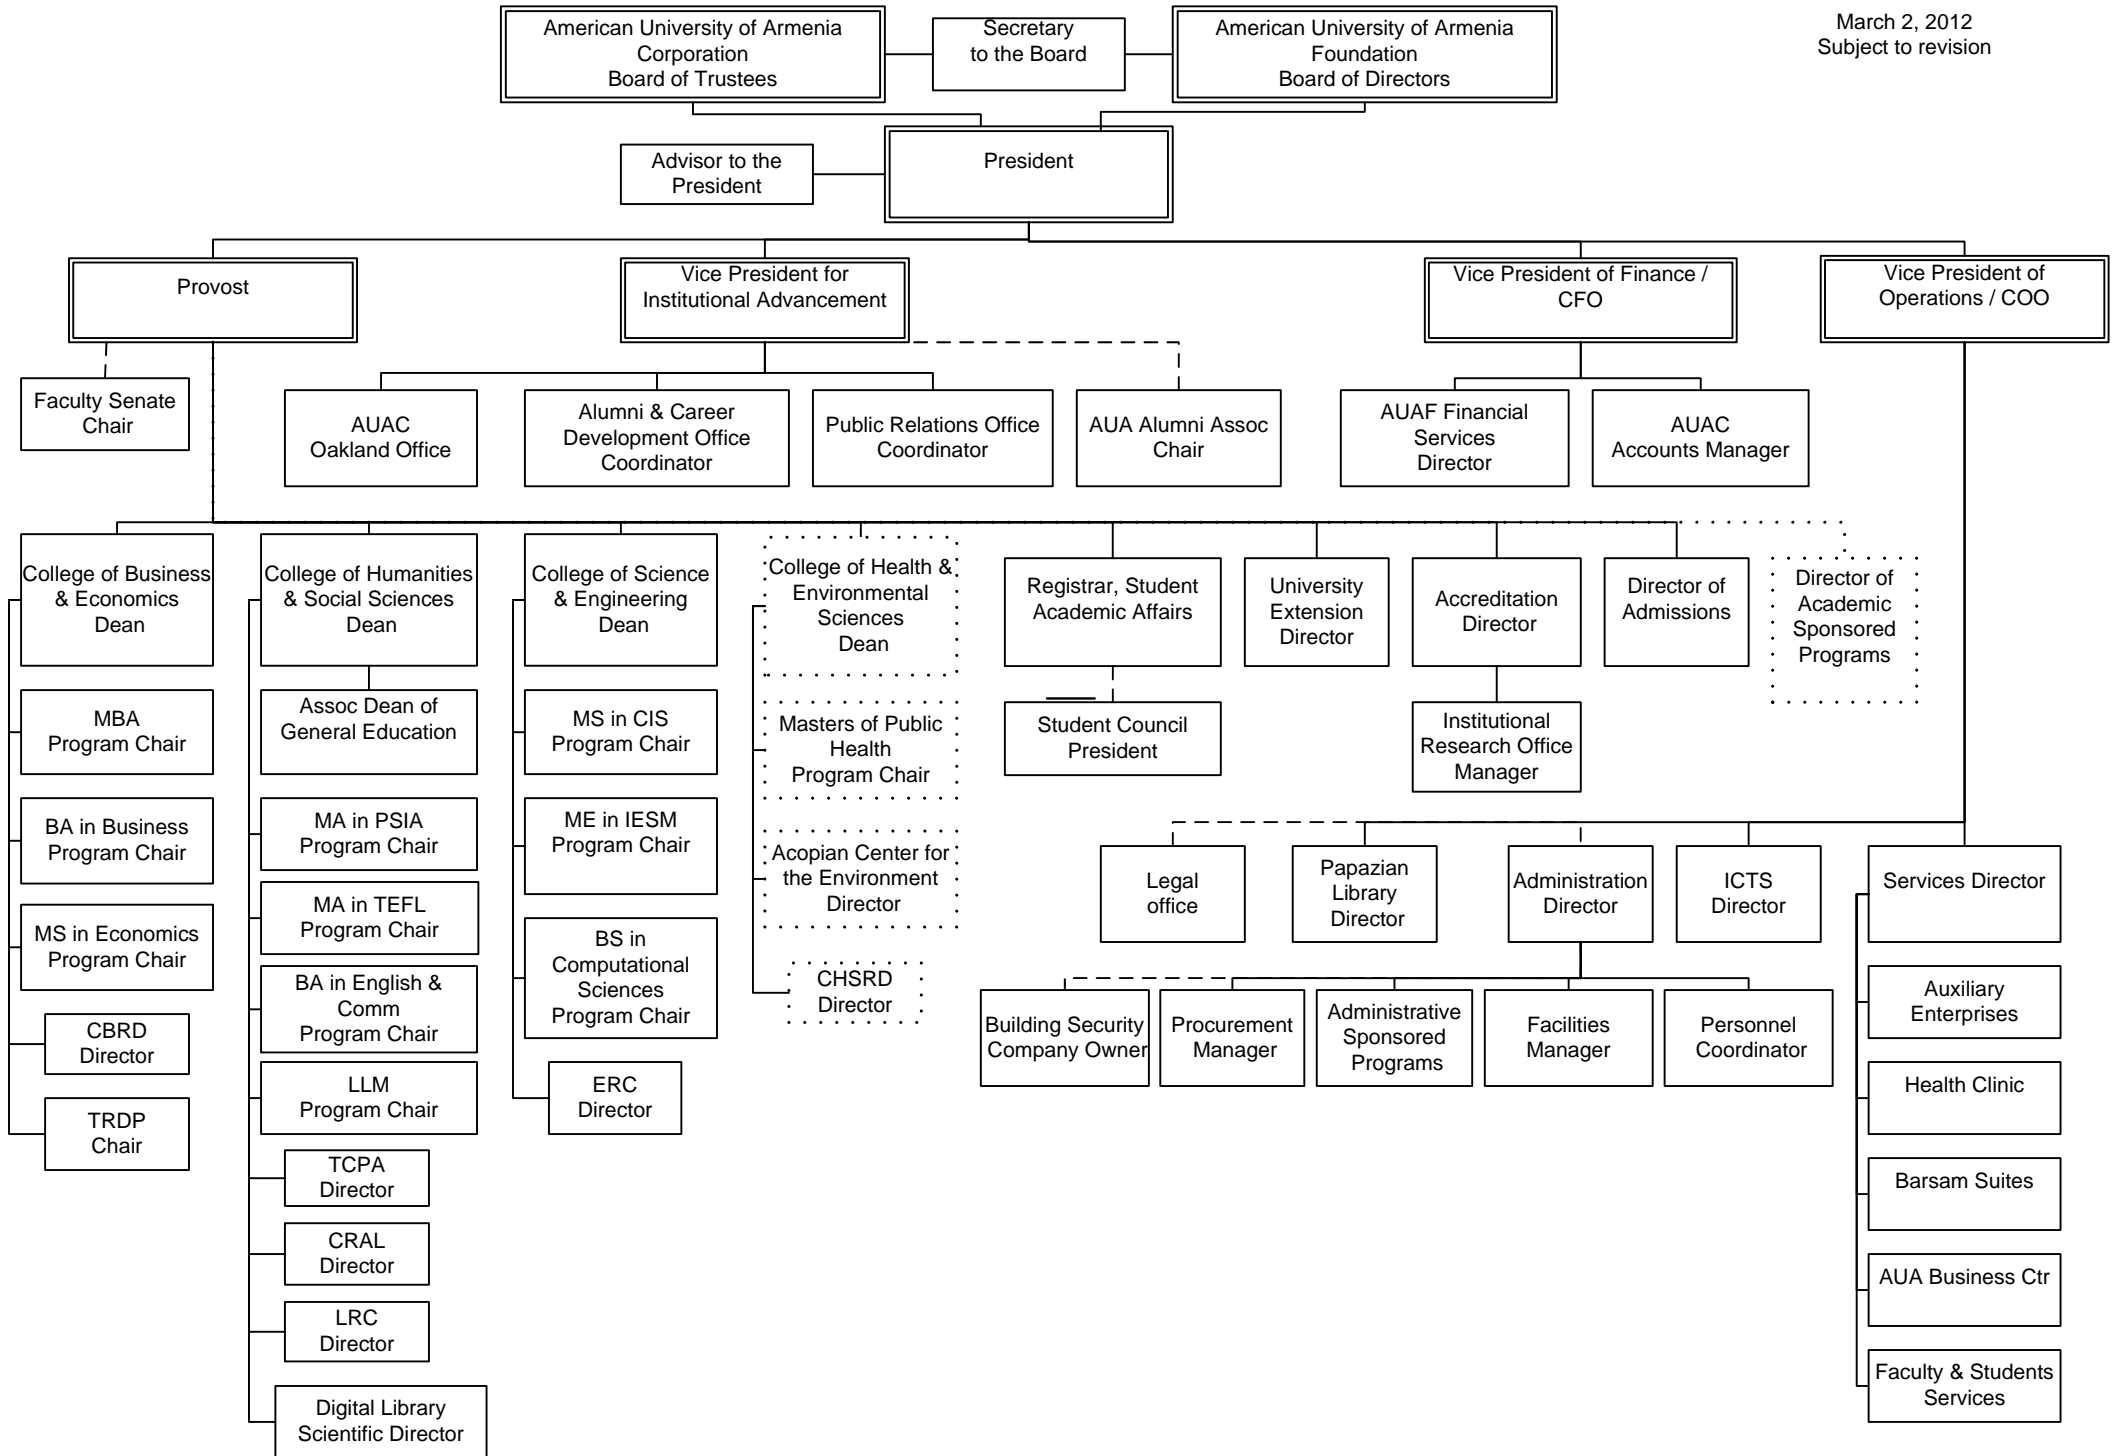 American University of Armenia
Corporation
Board of Trustees
Secretary
to the Board
American University of Armenia
Foundation
Board of Directors
March 2, 2012
Subject to revision
Advisor to the
President
President
Provost
Vice President for
Institutional Advancement
Vice President of Finance /
CFO
Vice President of
Operations / COO
Faculty Senate
Chair
AUAC
Oakland Office
Alumni & Career
Development Office
Coordinator
Public Relations Office
Coordinator
AUA Alumni Assoc
Chair
AUAF Financial
Services
Director
AUAC
Accounts Manager
College of Business
& Economics
Dean
College of Humanities
& Social Sciences
Dean
College of Science
& Engineering
Dean
College of Health &
Environmental
Sciences
Dean
Registrar, Student
Academic Affairs
University
Extension
Director
Accreditation
Director
Director of
Admissions
Director of
Academic
Sponsored
Programs
MBA
Program Chair
Assoc Dean of
General Education
MS in CIS
Program Chair
Masters of Public
Health
Program Chair
Student Council
President
Institutional
Research Office
Manager
BA in Business
Program Chair
MA in PSIA
Program Chair
ME in IESM
Program Chair
Acopian Center for
the Environment
Director
Legal
office
Papazian
Library
Director
Administration
Director
ICTS
Director
Services Director
MS in Economics
Program Chair
MA in TEFL
Program Chair
BS in
Computational
Sciences
Program Chair
CHSRD
Director
BA in English &
Comm
Program Chair
Building Security
Company Owner
Procurement
Manager
Administrative
Sponsored
Programs
Facilities
Manager
Personnel
Coordinator
Auxiliary
Enterprises
CBRD
Director
LLM
Program Chair
ERC
Director
Health Clinic
TRDP
Chair
TCPA
Director
Barsam Suites
CRAL
Director
AUA Business Ctr
LRC
Director
Faculty & Students
Services
Digital Library
Scientific Director